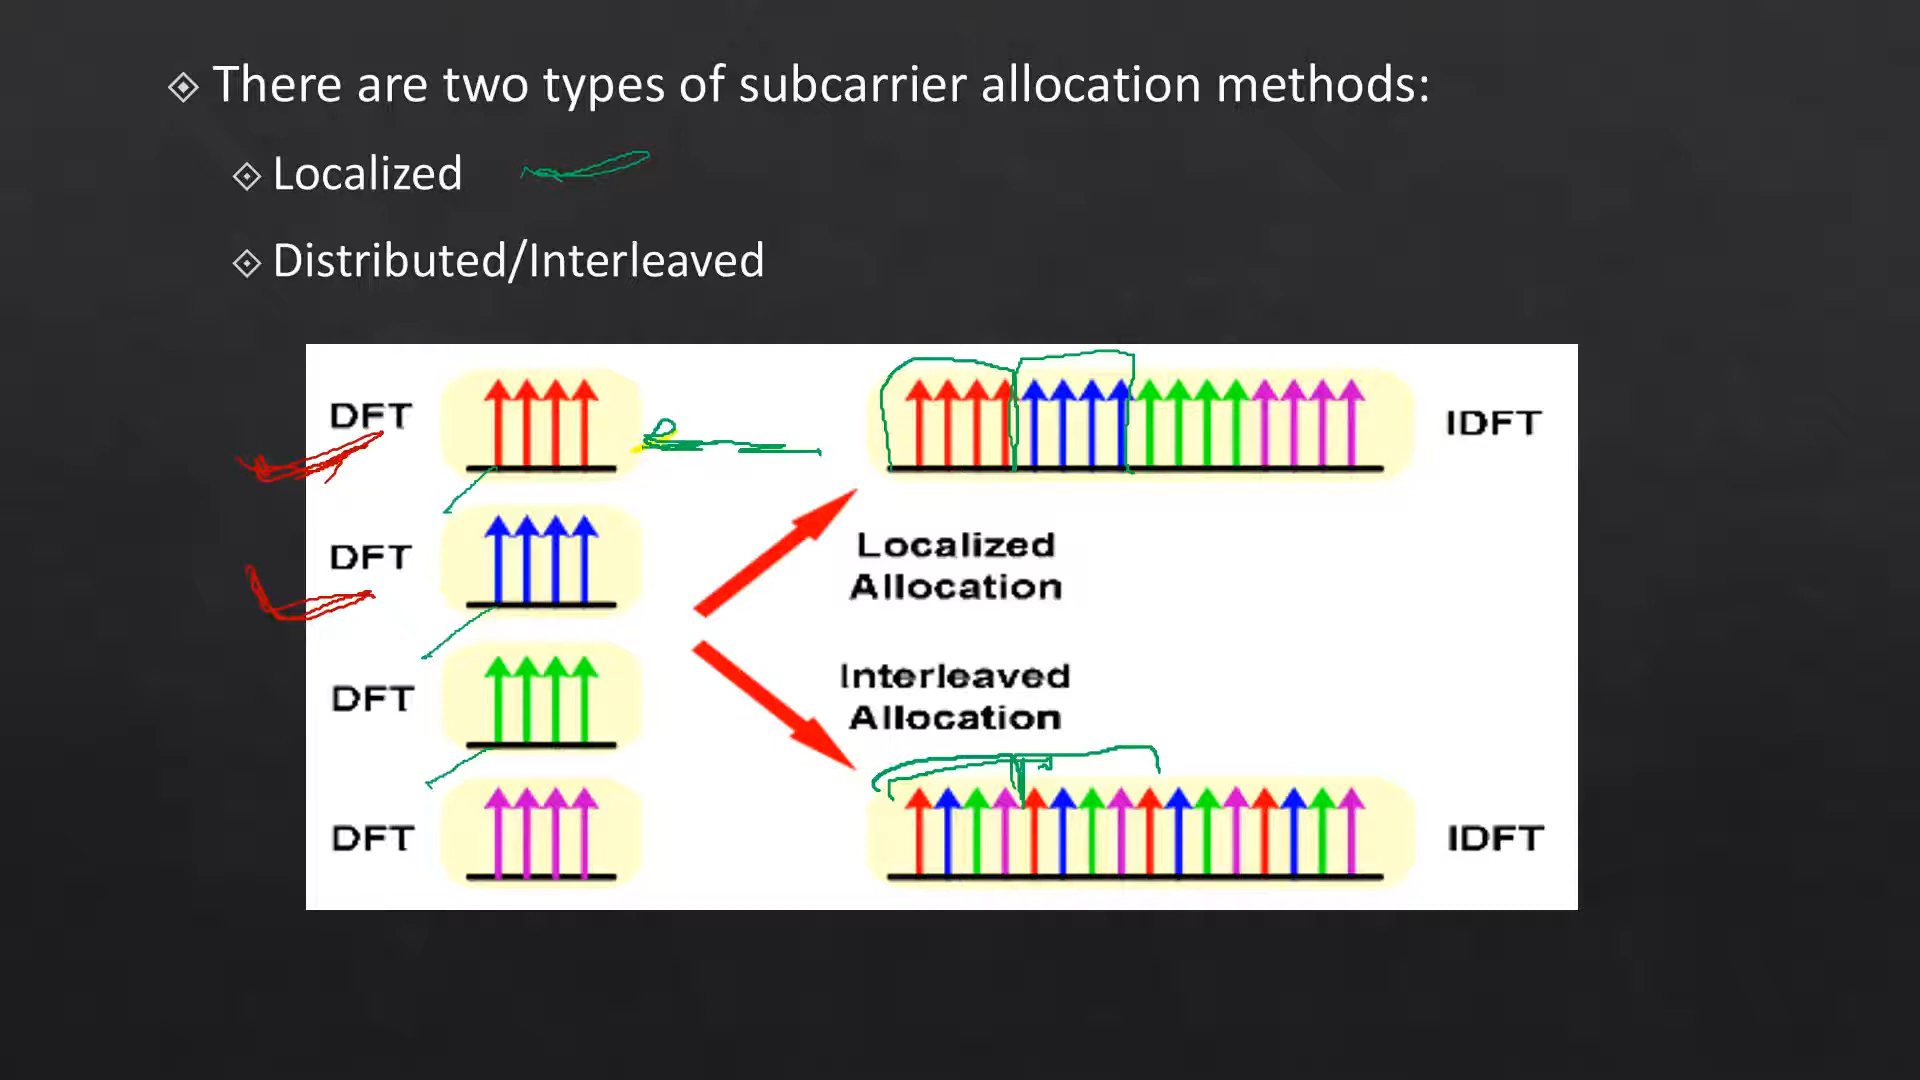 There are two types of subcarrier allocation methods:
Localized
Distributed/Interleaved
DFT
IDFT
DFT
Localized
Allocation
Interleaved
Allocation
DFT
DFT
IDFT